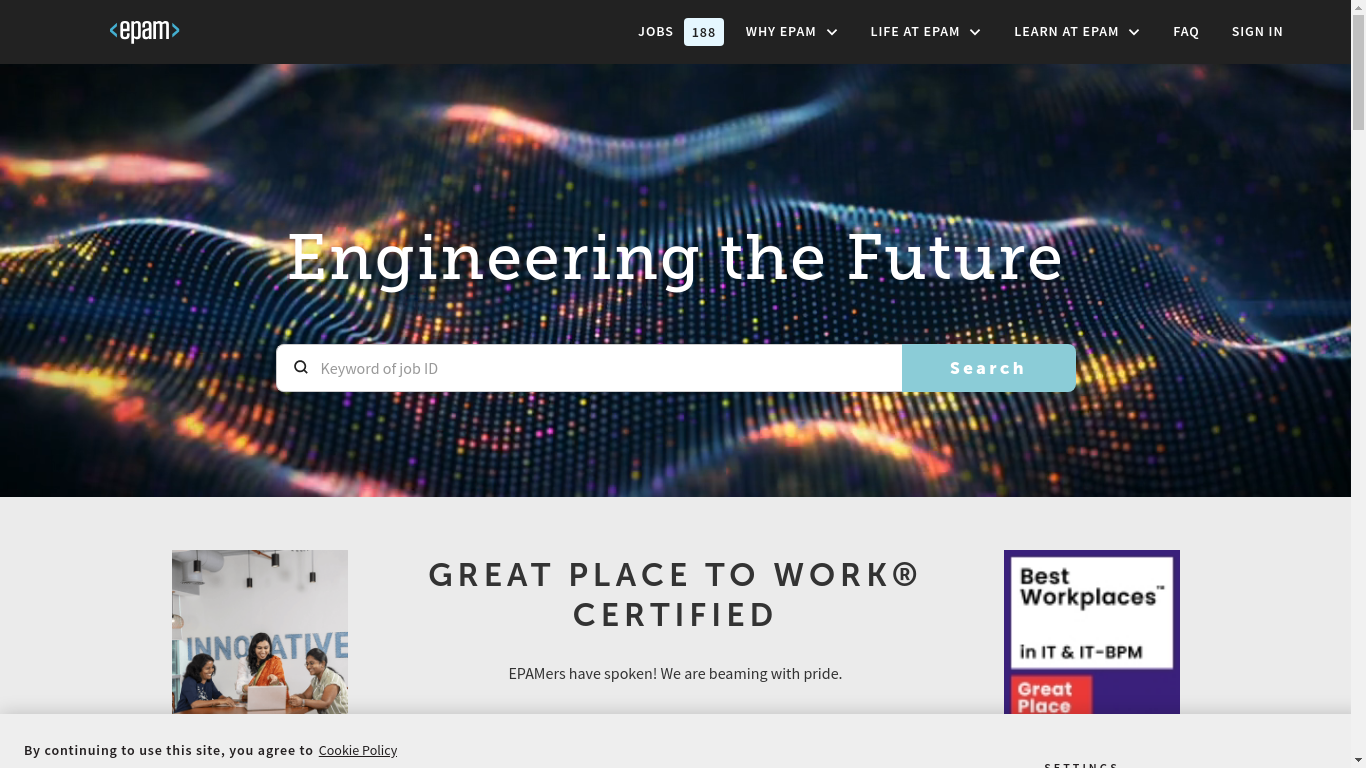 <epam>
JOBS 188 WHY EPAM LIFE AT EPAM LEARN AT EPAM FAQ SIGN IN
Engineering the Future
Keyword of job ID Search
GREAT PLACE TO WORK®
CERTIFIED
EPAMers have spoken! We are beaming with pride.
INNOVATIVE
Best
Workplaces™
in IT & IT-BPM
Great
Place
By continuing to use this site, you agree to Cookie Policy
SETTINGS